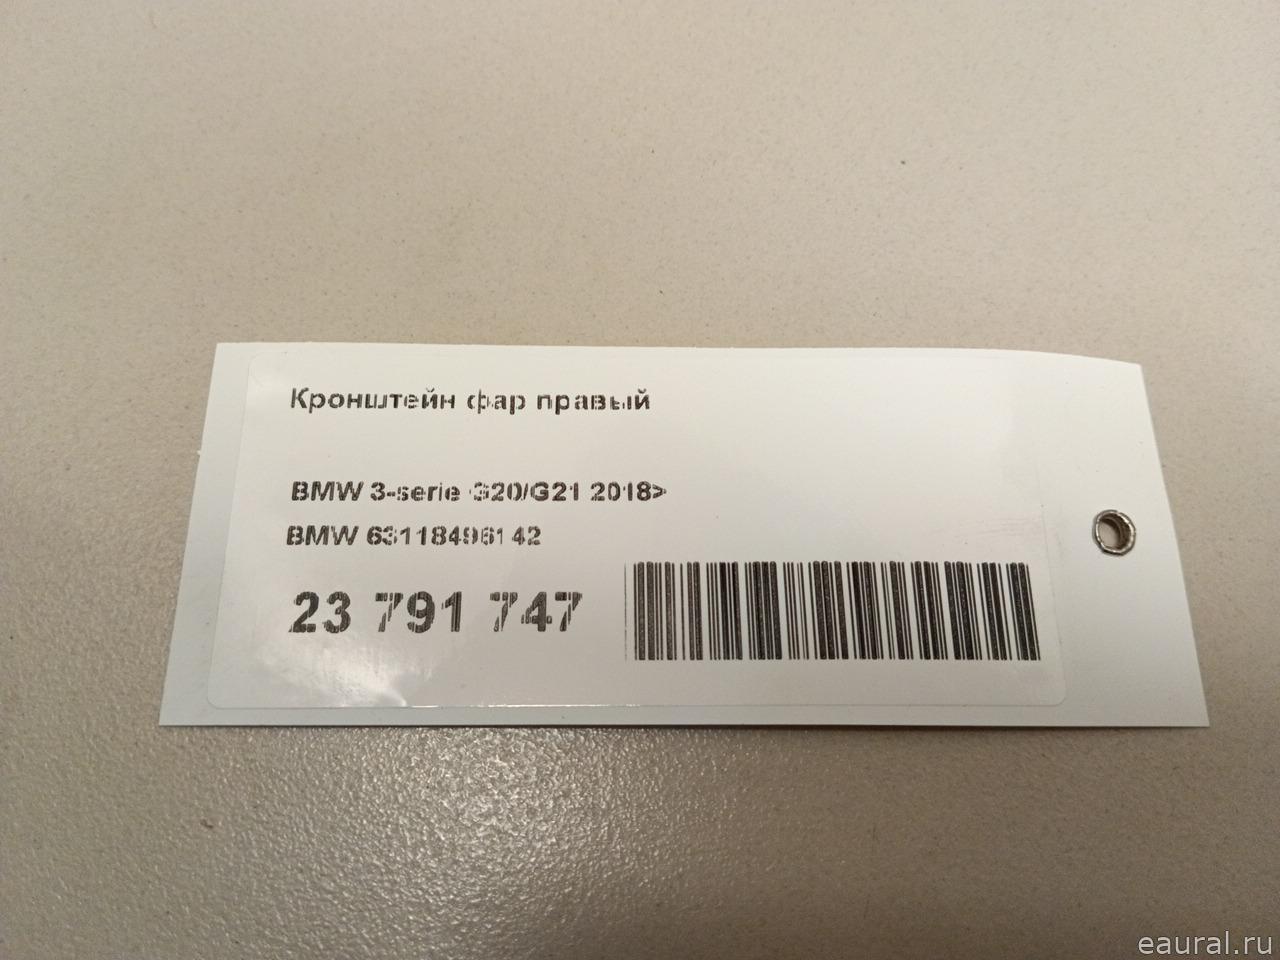 Кронштейн фар правый
BMW 3-serie G20/G21 2018>
BMW 63118496142
23 791 747
eaural.ru